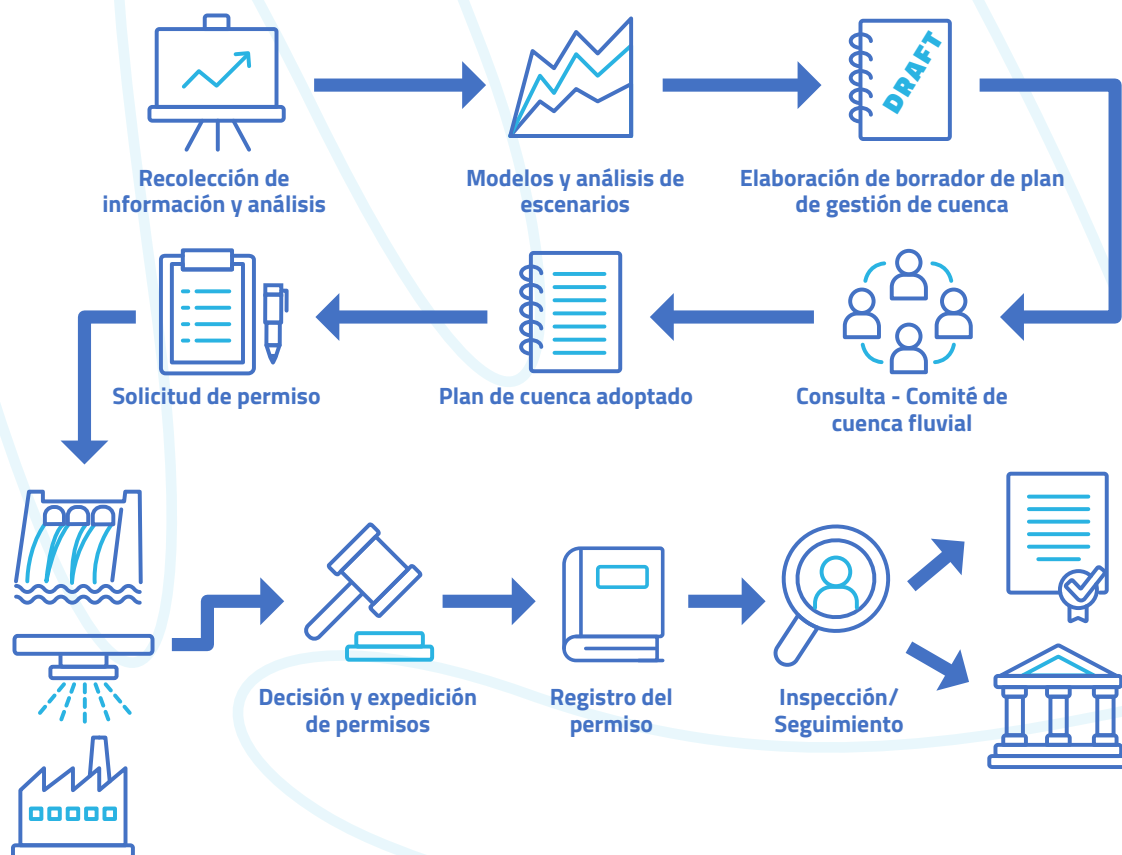 DRAFT
Recolección de
información y análisis
Modelos y análisis de
escenarios
Elaboración de borrador de plan
de gestión de cuenca
Solicitud de permiso
Plan de cuenca adoptado
Consulta - Comité de
cuenca fluvial
Decisión y expedición
de permisos
Registro del
permiso
Inspección/
Seguimiento